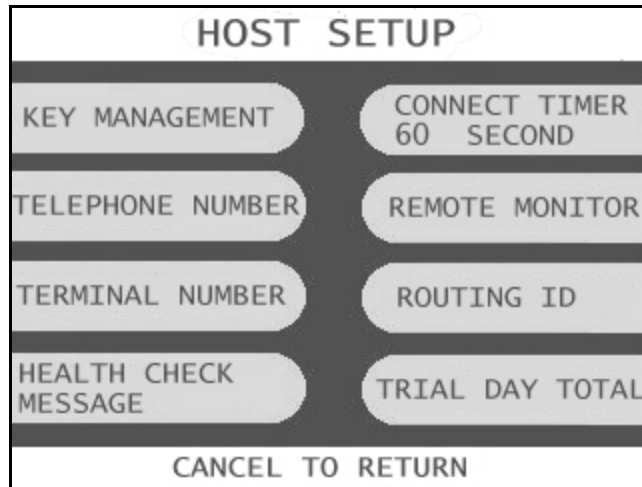 HOST SETUP
KEY MANAGEMENT
CONNECT TIMER
60 SECOND
TELEPHONE NUMBER
REMOTE MONITOR
TERMINAL NUMBER
ROUTING ID
HEALTH CHECK
MESSAGE
TRIAL DAY TOTAL
CANCEL TO RETURN